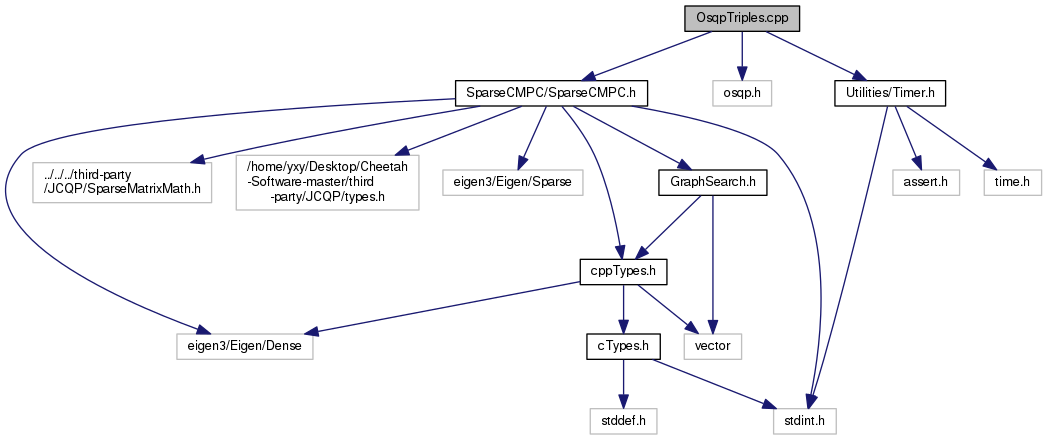 OsqpTriples.cpp
SparseCMPC/SparseCMPC.h
osqp.h
Utilities/Timer.h
../../../third-party
/JCQP/SparseMatrixMath.h
/home/yxy/Desktop/Cheetah
-Software-master/third
-party/JCQP/types.h
eigen3/Eigen/Sparse
GraphSearch.h
assert.h
time.h
cppTypes.h
eigen3/Eigen/Dense
cTypes.h
vector
stddef.h
stdint.h